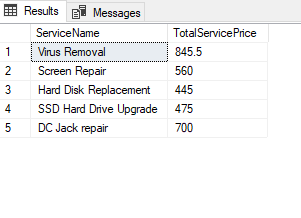 Results Messages
ServiceName TotalServicePrice
1 Virus Removal 845.5
2 Screen Repair 560
3 Hard Disk Replacement 445
4 SSD Hard Drive Upgrade 475
5 DC Jack repair 700